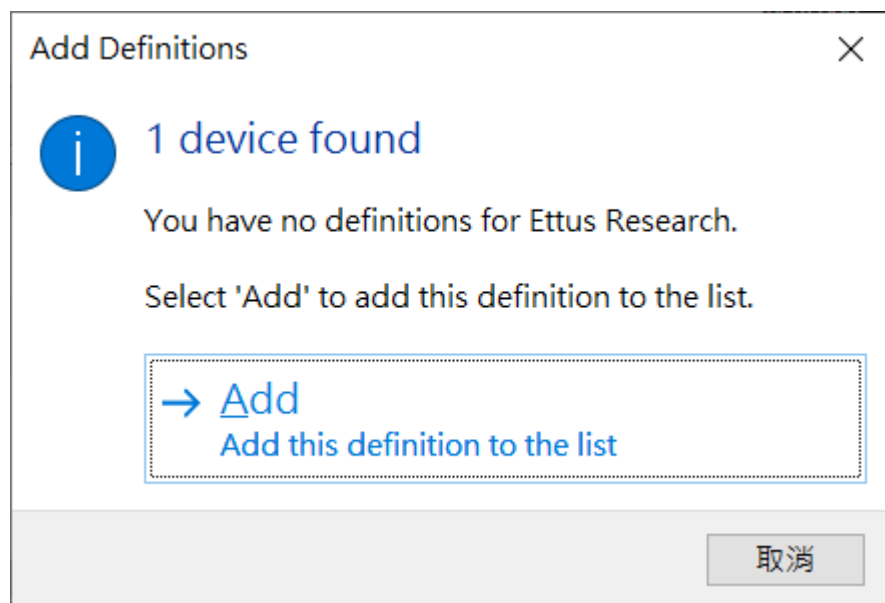 Add Definitions
1 device found
You have no definitions for Ettus Research.
Select 'Add' to add this definition to the list.
Add
Add this definition to the list
取消